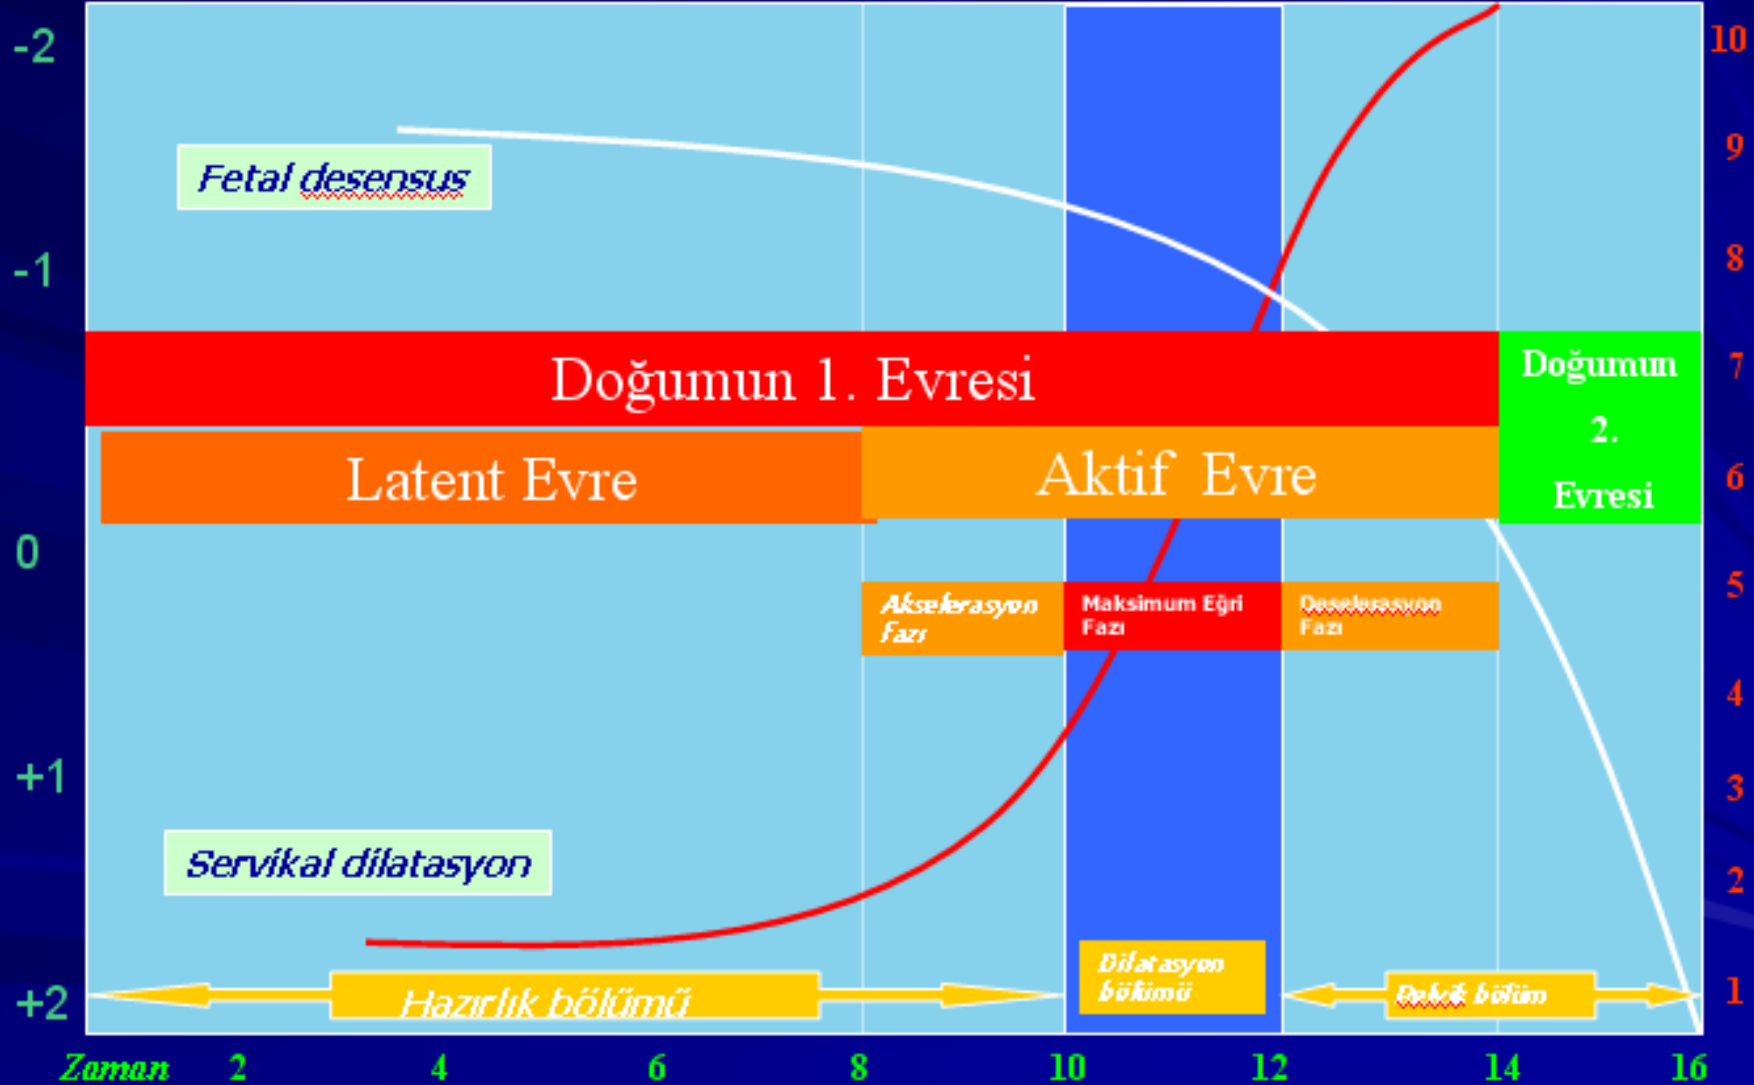 -2
-1
0
+1
+2
10
9
8
7
6
5
4
3
2
1
Fetal desensus
Doğumun 1. Evresi
Doğumun
2.
Evresi
Latent Evre
Aktif Evre
Akselerasyon
Fazı
Maksimum Eğri
Fazı
Deselerasyon
Fazı
Servikal dilatasyon
Hazırlık bölümü
Dilatasyon
bölümü
Pelvik bölüm
Zaman 2 4 6 8 10 12 14 16